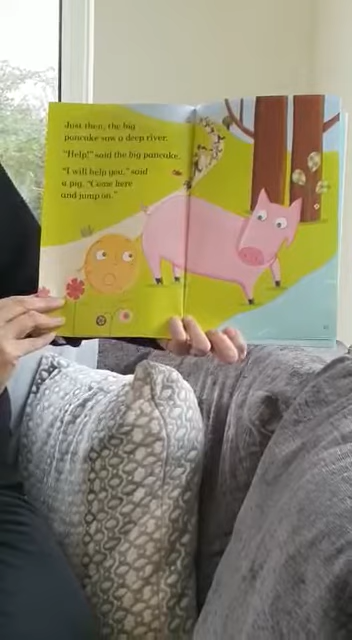 Just then, the big
pancake saw a deep river.
"Help!" said the big pancake.
"I will help you," said
a pig. "Come here
and jump on."